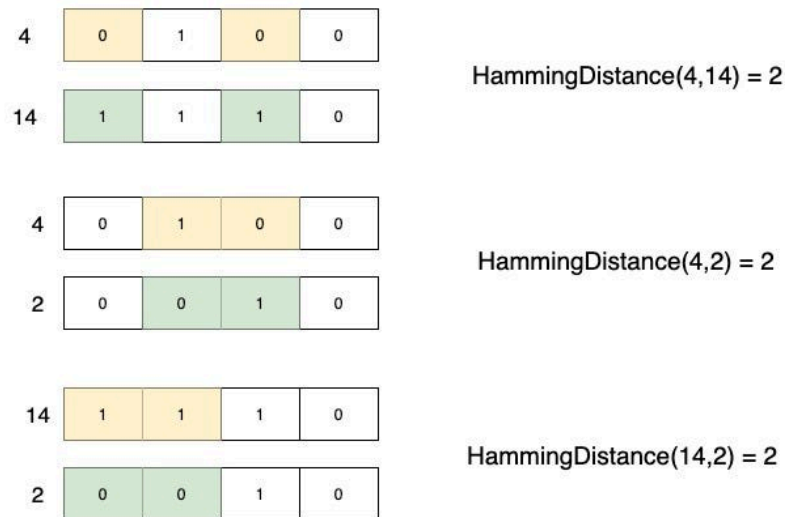 4 0 1 0 0
HammingDistance(4,14) = 2
14 1 1 1 0
4 0 1 0 0
HammingDistance(4,2) = 2
2 0 0 1 0
14 1 1 1 0
HammingDistance(14,2) = 2
2 0 0 1 0